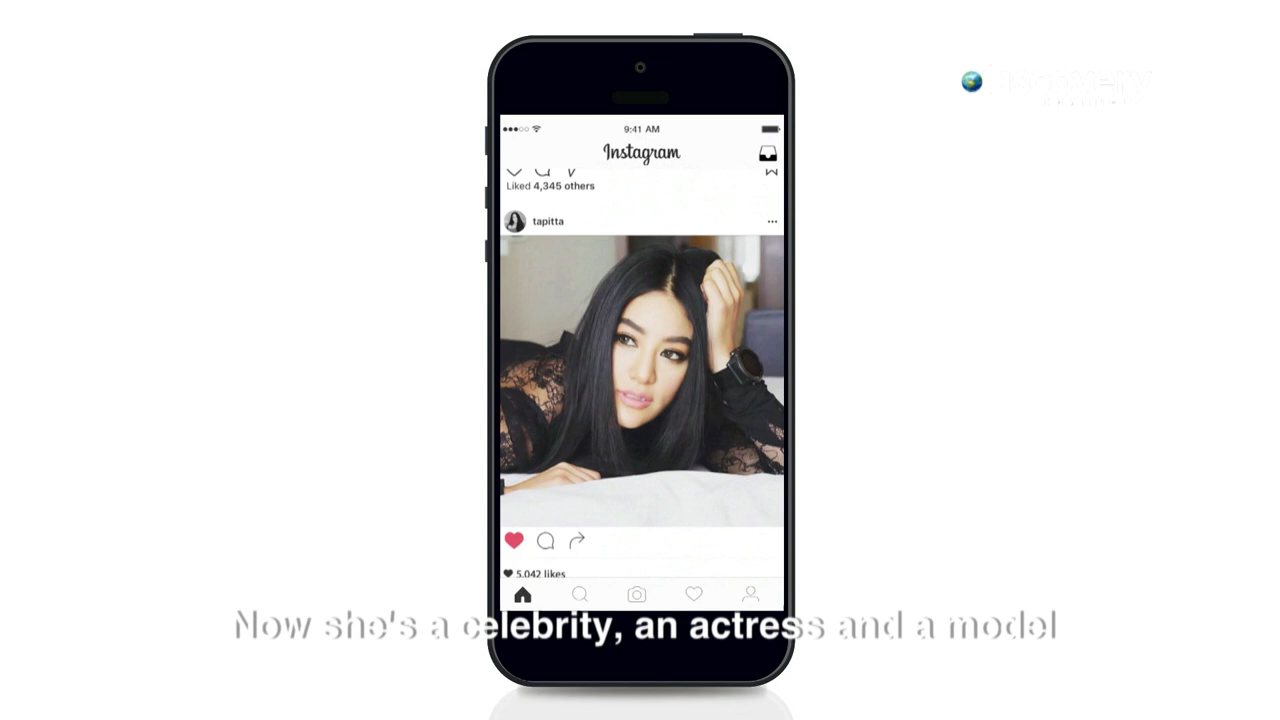 Discovery
9:41 AM
Instagram
Liked 4,345 others
tapitta
5,042 likes
Now she's a celebrity, an actress and a model